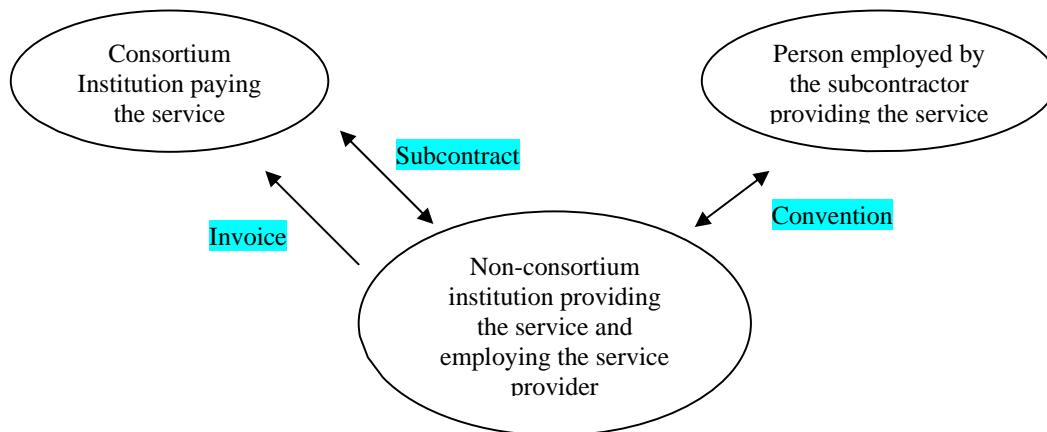 Consortium
Institution paying
the service
Person employed by
the subcontractor
providing the service
Subcontract
Invoice
Convention
Non-consortium
institution providing
the service and
employing the service
provider